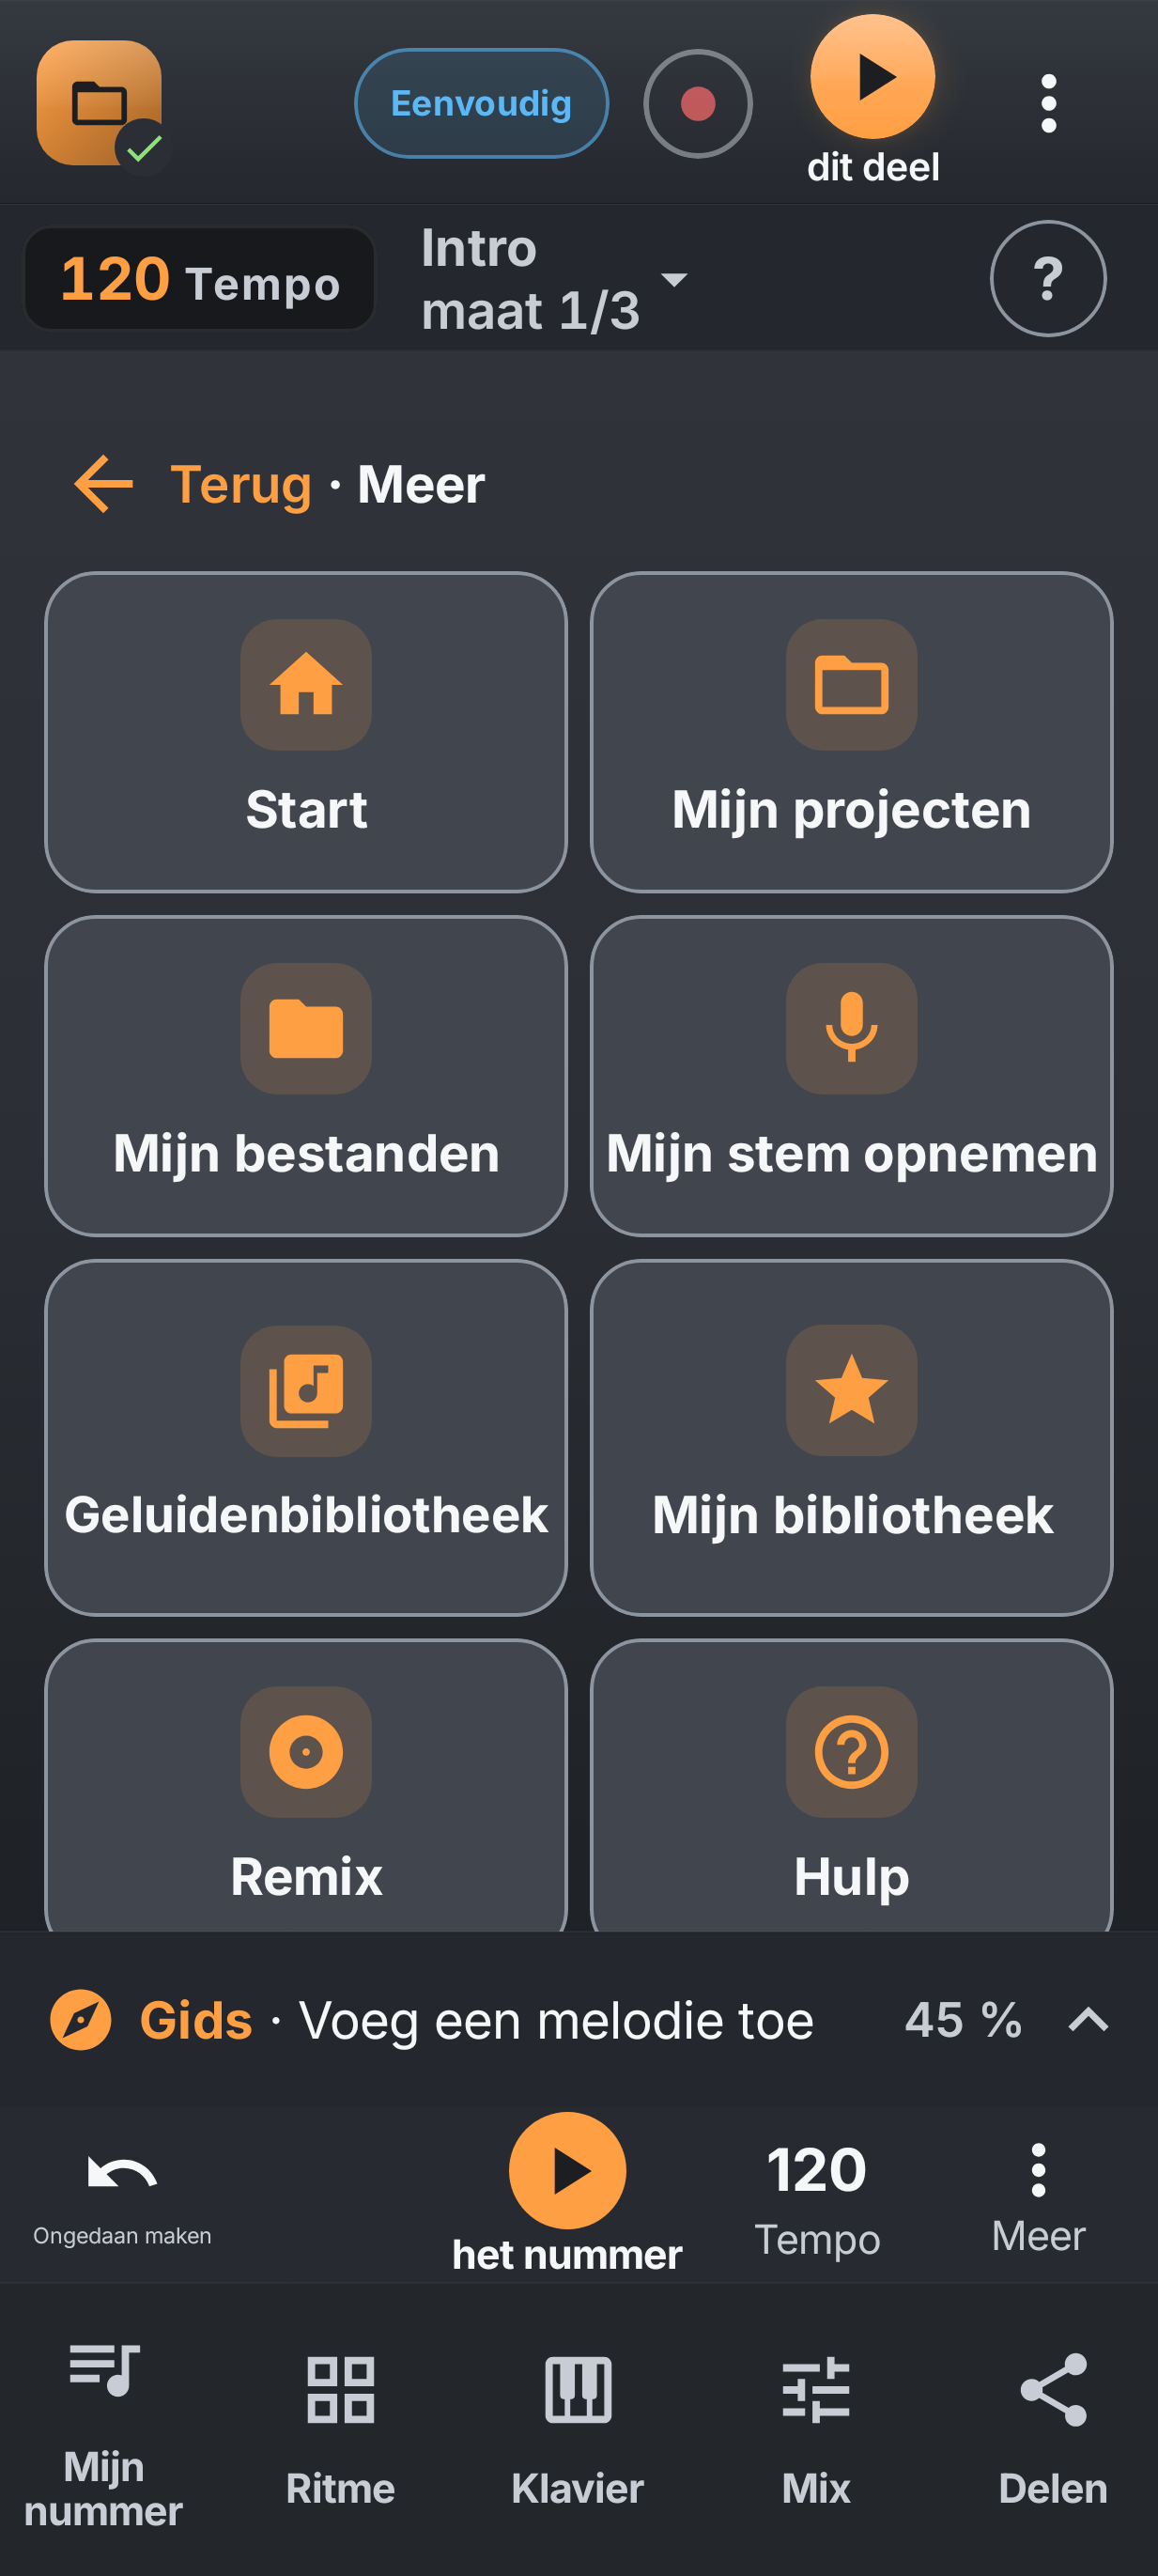 Eenvoudig
dit deel
120 Tempo
Intro
maat 1/3
?
Terug · Meer
Start
Mijn projecten
Mijn bestanden
Mijn stem opnemen
Geluidenbibliotheek
Mijn bibliotheek
Remix
Hulp
Gids · Voeg een melodie toe
45 %
Ongedaan maken
het nummer
120
Tempo
Meer
Mijn
nummer
Ritme
Klavier
Mix
Delen